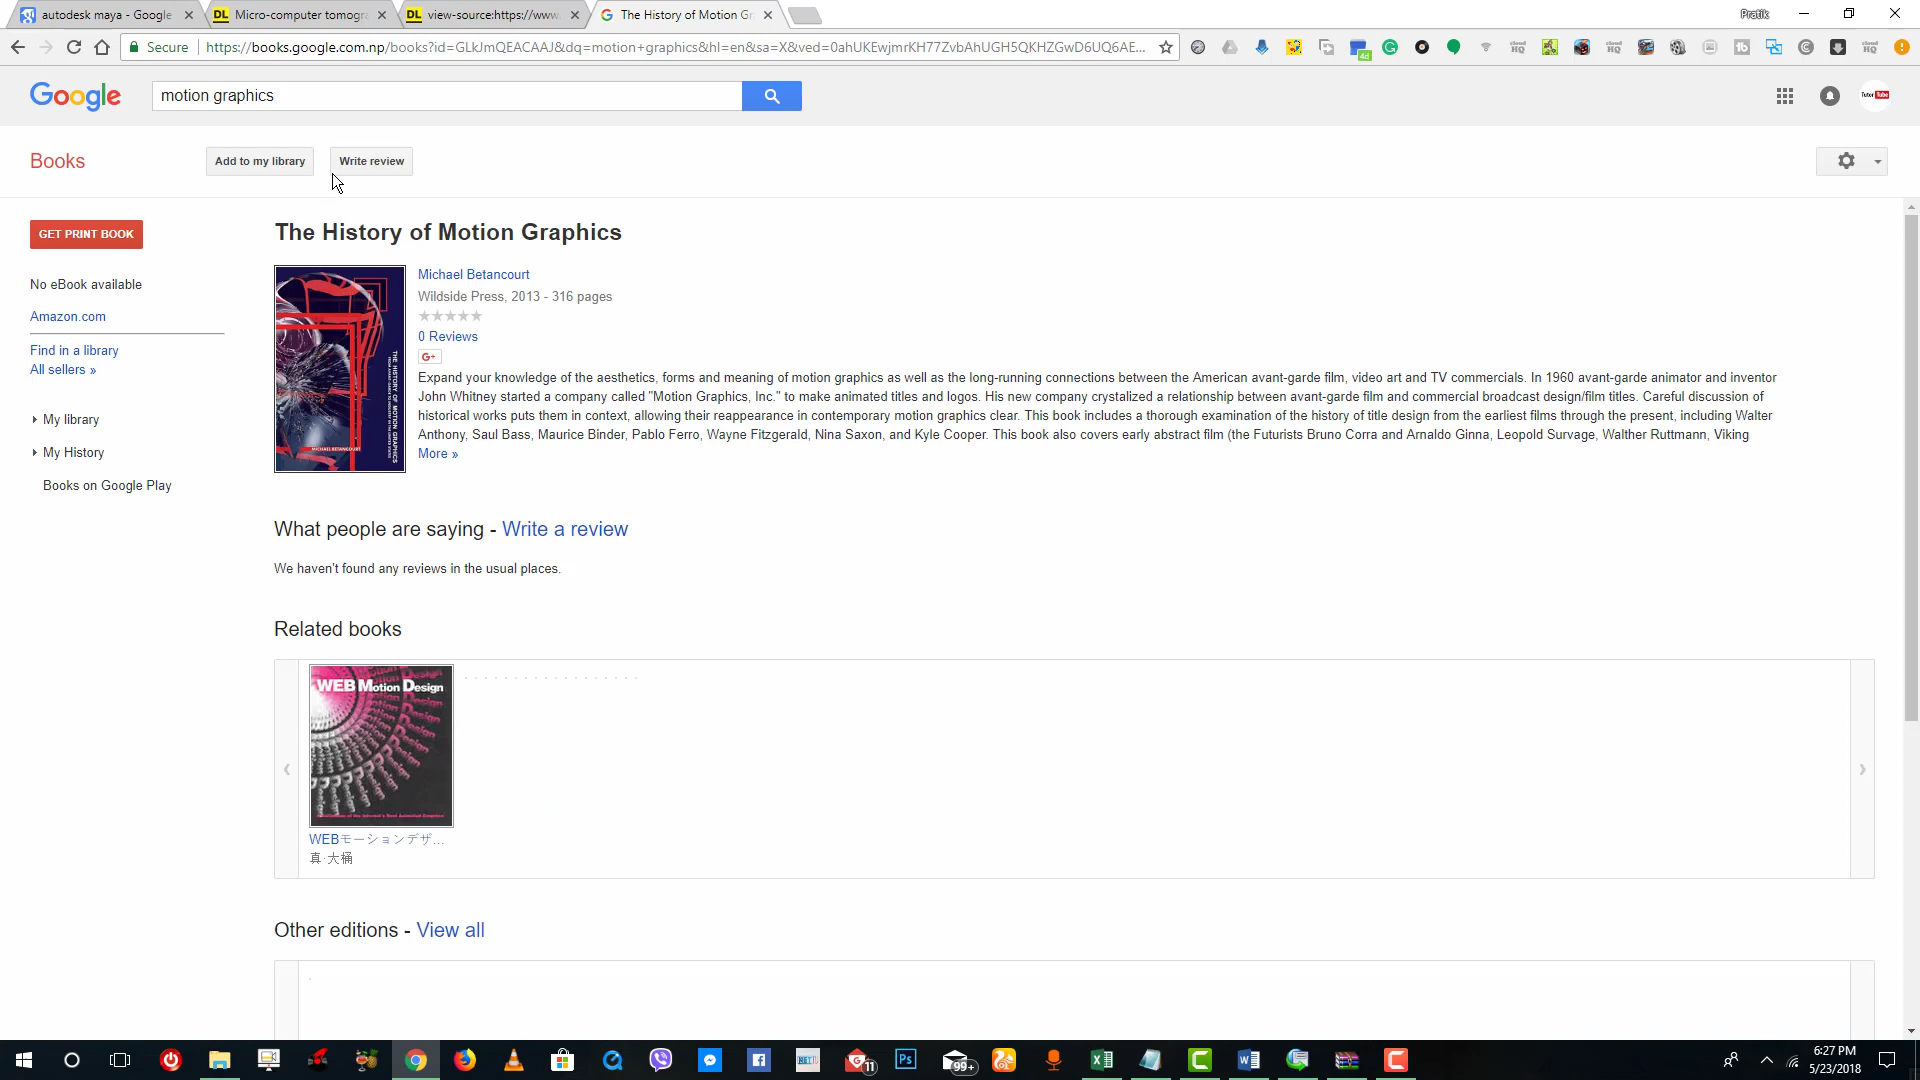 autodesk maya - Google
Micro-computer tomogra
view-source:https://www.
The History of Motion Gr
Pratik
Secure
https://books.google.com.np/books?id=GLkJmQEACAAJ&dq=motion+graphics&hl=en&sa=X&ved=0ahUKEwjmrKH77ZvbAhUGH5QKHZGwD6UQ6AE...
Google
motion graphics
Books
Add to my library
Write review
GET PRINT BOOK
No eBook available
Amazon.com
Find in a library
All sellers »
My library
My History
Books on Google Play
The History of Motion Graphics
Michael Betancourt
Wildside Press, 2013 - 316 pages
0 Reviews
G+
Expand your knowledge of the aesthetics, forms and meaning of motion graphics as well as the long-running connections between the American avant-garde film, video art and TV commercials. In 1960 avant-garde animator and inventor
John Whitney started a company called "Motion Graphics, Inc." to make animated titles and logos. His new company crystalized a relationship between avant-garde film and commercial broadcast design/film titles. Careful discussion of
historical works puts them in context, allowing their reappearance in contemporary motion graphics clear. This book includes a thorough examination of the history of title design from the earliest films through the present, including Walter
Anthony, Saul Bass, Maurice Binder, Pablo Ferro, Wayne Fitzgerald, Nina Saxon, and Kyle Cooper. This book also covers early abstract film (the Futurists Bruno Corra and Arnaldo Ginna, Leopold Survage, Walther Ruttmann, Viking
More »
THE HISTORY OF MOTION GRAPHICS
MICHAEL BETANCOURT
What people are saying - Write a review
We haven't found any reviews in the usual places.
Related books
WEB Motion Design
WEBモーションデザ...
真·大桶
Other editions - View all
6:27 PM
5/23/2018